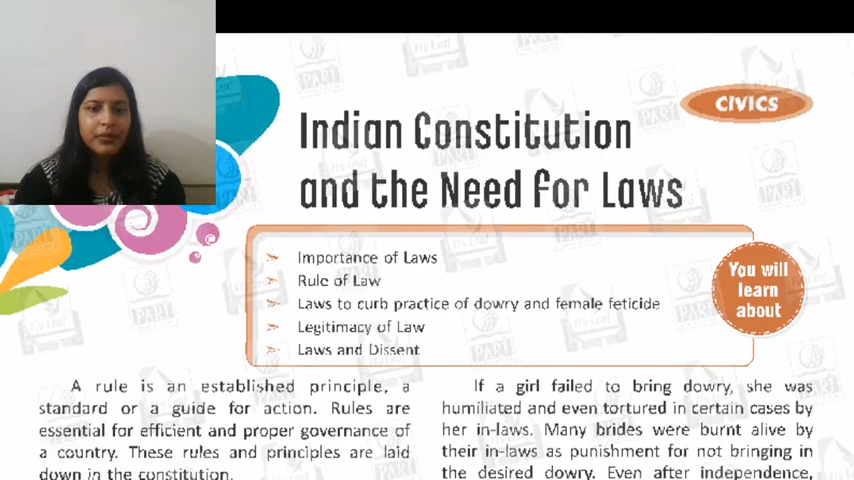 CIVICS
Indian Constitution
and the Need for Laws
Importance of Laws
Rule of Law
Laws to curb practice of dowry and female feticide
Legitimacy of Law
Laws and Dissent
You will
learn
about
A rule is an established principle, a
standard or a guide for action. Rules are
essential for efficient and proper governance of
a country. These rules and principles are laid
down in the constitution.
If a girl failed to bring dowry, she was
humiliated and even tortured in certain cases by
her in-laws. Many brides were burnt alive by
their in-laws as punishment for not bringing in
the desired dowry. Even after independence,